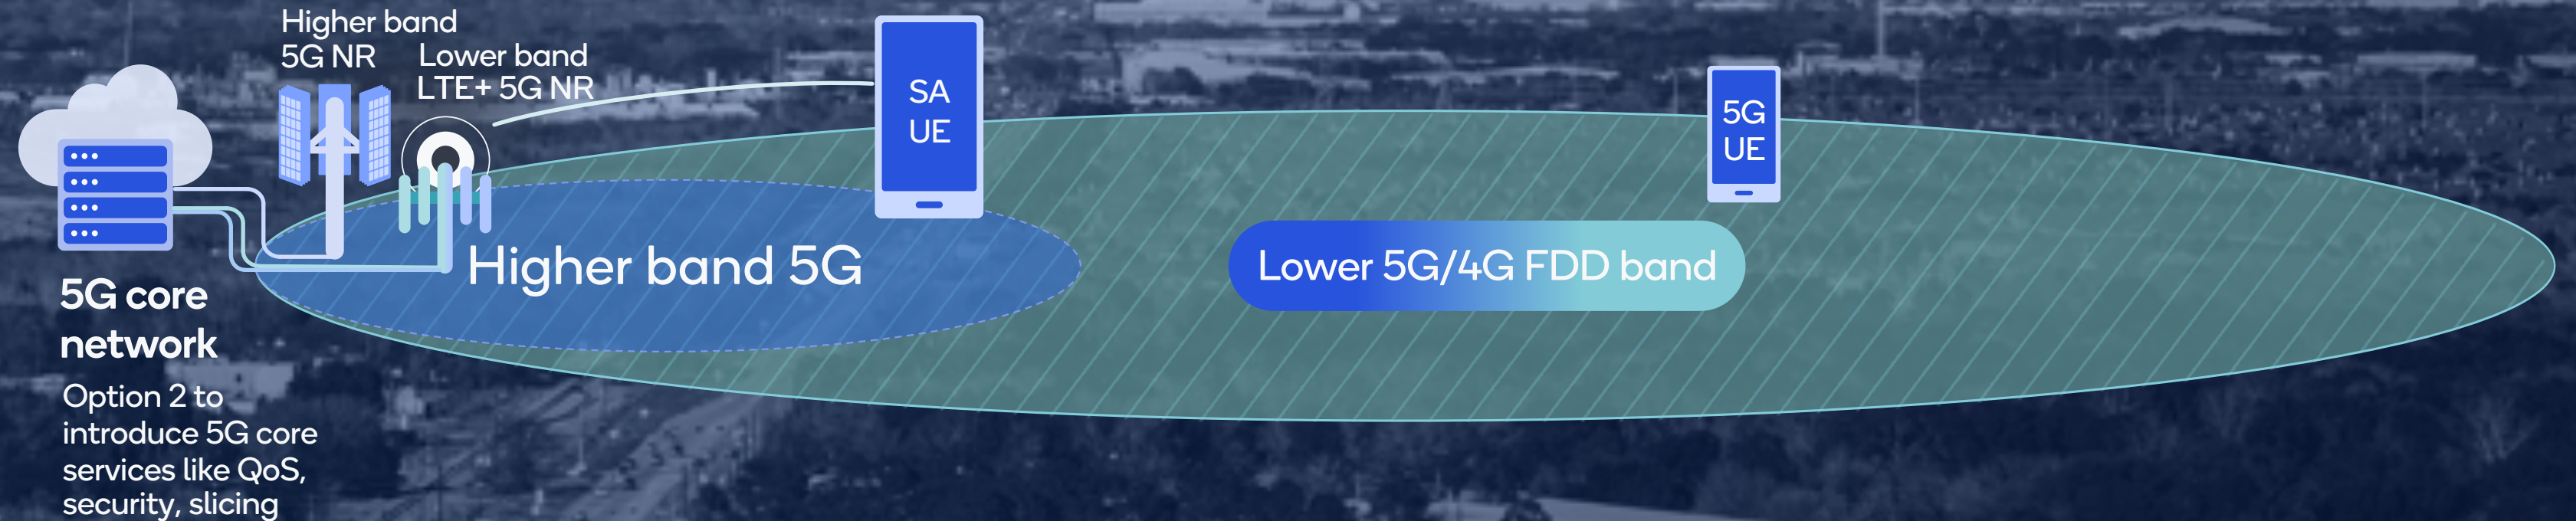 Higher band
5G NR
Lower band
LTE+ 5G NR
SA
UE
5G
UE
Higher band 5G
Lower 5G/4G FDD band
5G core
network
Option 2 to
introduce 5G core
services like QoS,
security, slicing